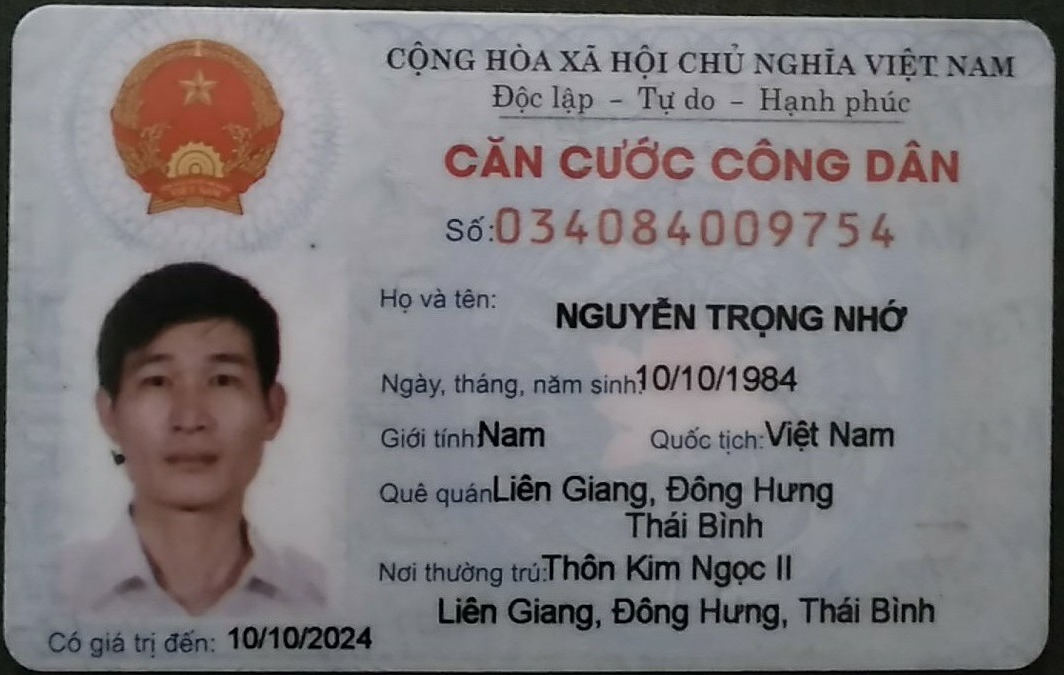 CỘNG HÒA XÃ HỘI CHỦ NGHĨA VIỆT NAM
Độc lập - Tự do - Hạnh phúc
CĂN CƯỚC CÔNG DÂN
Số: 034084009754
Họ và tên: NGUYỄN TRỌNG NHỚ
Ngày, tháng, năm sinh: 10/10/1984
Giới tính: Nam Quốc tịch: Việt Nam
Quê quán: Liên Giang, Đông Hưng
Thái Bình
Nơi thường trú: Thôn Kim Ngọc II
Liên Giang, Đông Hưng, Thái Bình
Có giá trị đến: 10/10/2024